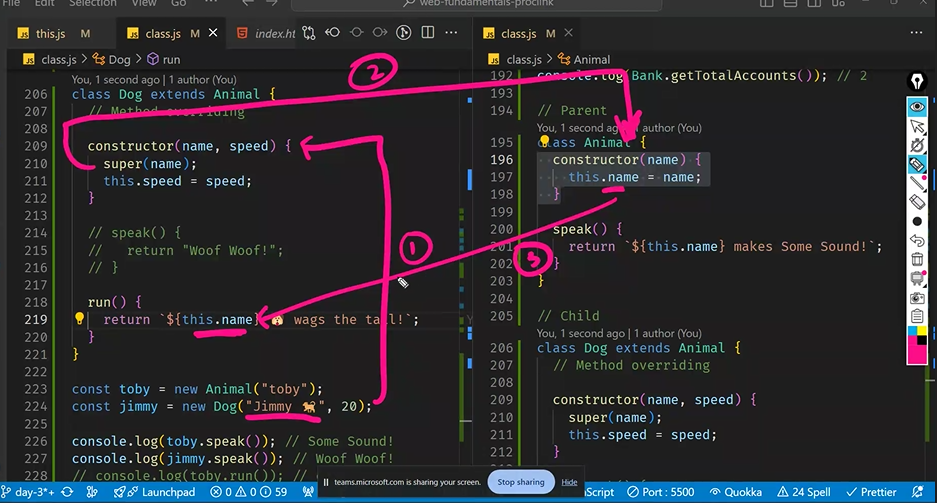 File Edit Selection View Go ··· web-fundamentals-proclink
this.js M class.js M index.ht
class.js > Dog > run
You, 1 second ago | 1 author (You)
206 class Dog extends Animal {
207 // Method overriding
208
209 constructor(name, speed) {
210 super(name);
211 this.speed = speed;
212 }
213
214 // speak() {
215 // return "Woof Woof!";
216 // }
217
218 run() {
219 return `${this.name} 🐕 wags the tail!`;
220 }
221 }
222
223 const toby = new Animal("toby");
224 const jimmy = new Dog("Jimmy 🐕", 20);
225
226 console.log(toby.speak()); // Some Sound!
227 console.log(jimmy.speak()); // Woof Woof!
228 // console.log(toby.run()); //
class.js M
class.js > Animal
192 console.log(Bank.getTotalAccounts()); // 2
193
194 // Parent
You, 1 second ago | 1 author (You)
195 class Animal {
196 constructor(name) {
197 this.name = name;
198 }
199
200 speak() {
201 return `${this.name} makes Some Sound!`;
202 }
203 }
204
205 // Child
You, 1 second ago | 1 author (You)
206 class Dog extends Animal {
207 // Method overriding
208
209 constructor(name, speed) {
210 super(name);
211 this.speed = speed;
212 }
2
1
3
teams.microsoft.com is sharing your screen. Stop sharing Hide
day-3*+ Launchpad 0 0 59 Script Port : 5500 Quokka 24 Spell Prettier